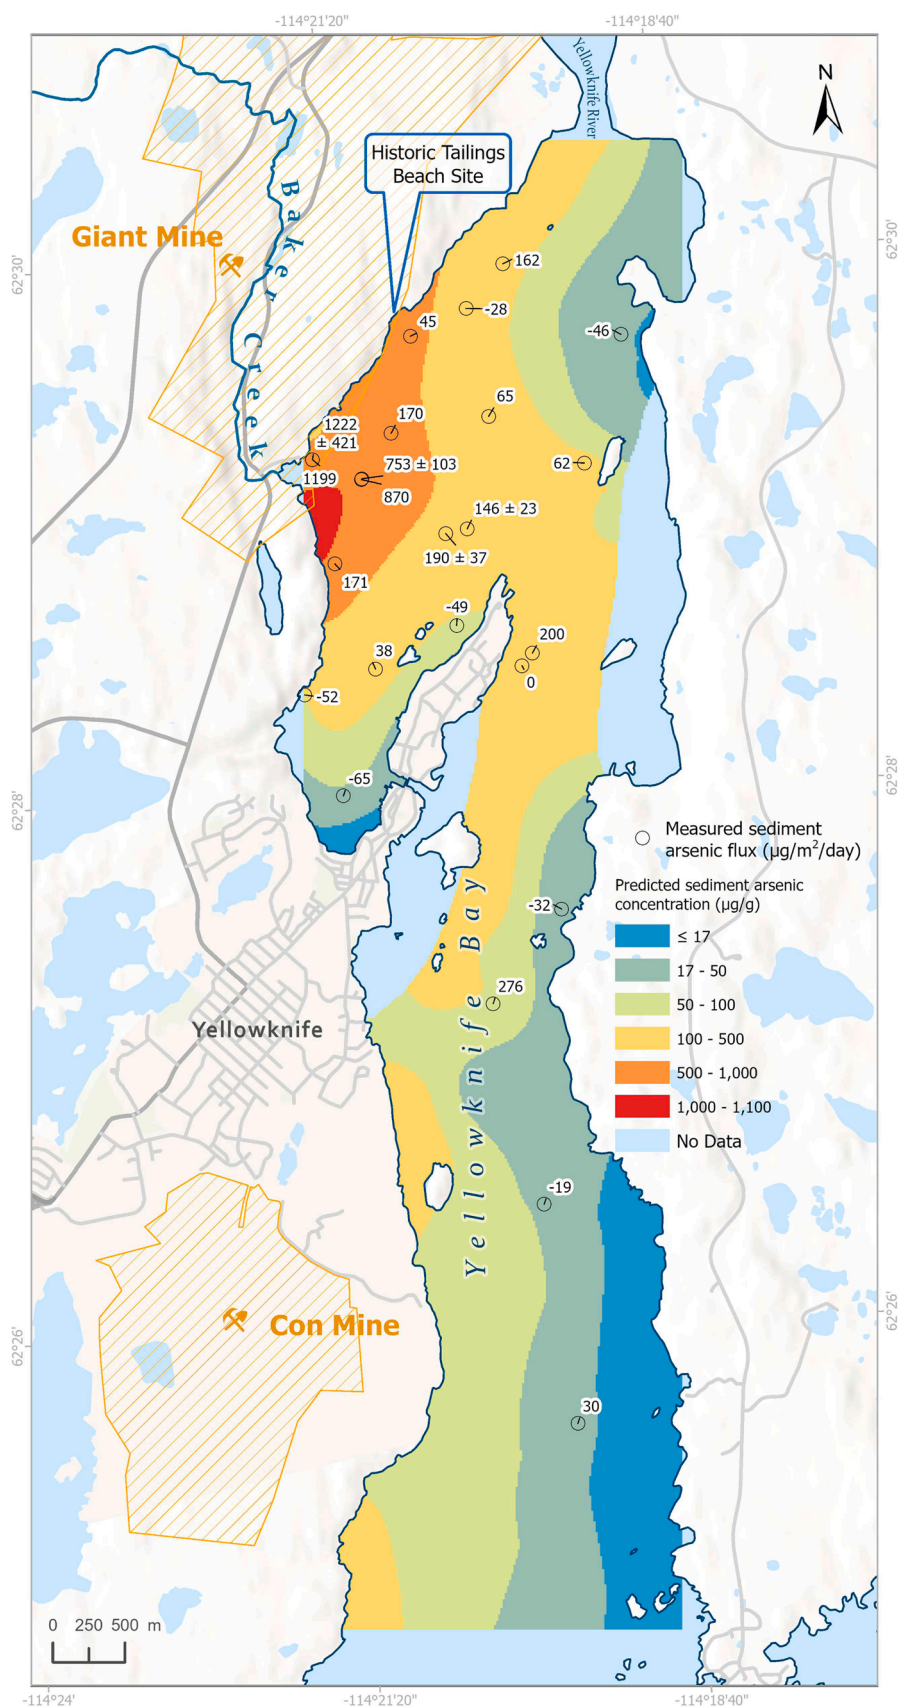 -114°21'20"
-114°18'40"
Yellowknife River
N
Historic Tailings
Beach Site
Baker Creek
Giant Mine
62°30'
62°30'
162
-28
45
-46
65
170
1222
± 421
753 ± 103
62
1199
870
146 ± 23
190 ± 37
171
-49
200
38
0
-52
-65
62°28'
62°28'
Measured sediment
arsenic flux (µg/m²/day)
Predicted sediment arsenic
concentration (µg/g)
≤ 17
17 - 50
50 - 100
100 - 500
500 - 1,000
1,000 - 1,100
No Data
-32
276
Yellowknife Bay
Yellowknife
-19
Con Mine
62°26'
62°26'
30
0 250 500 m
-114°24'
-114°21'20"
-114°18'40"